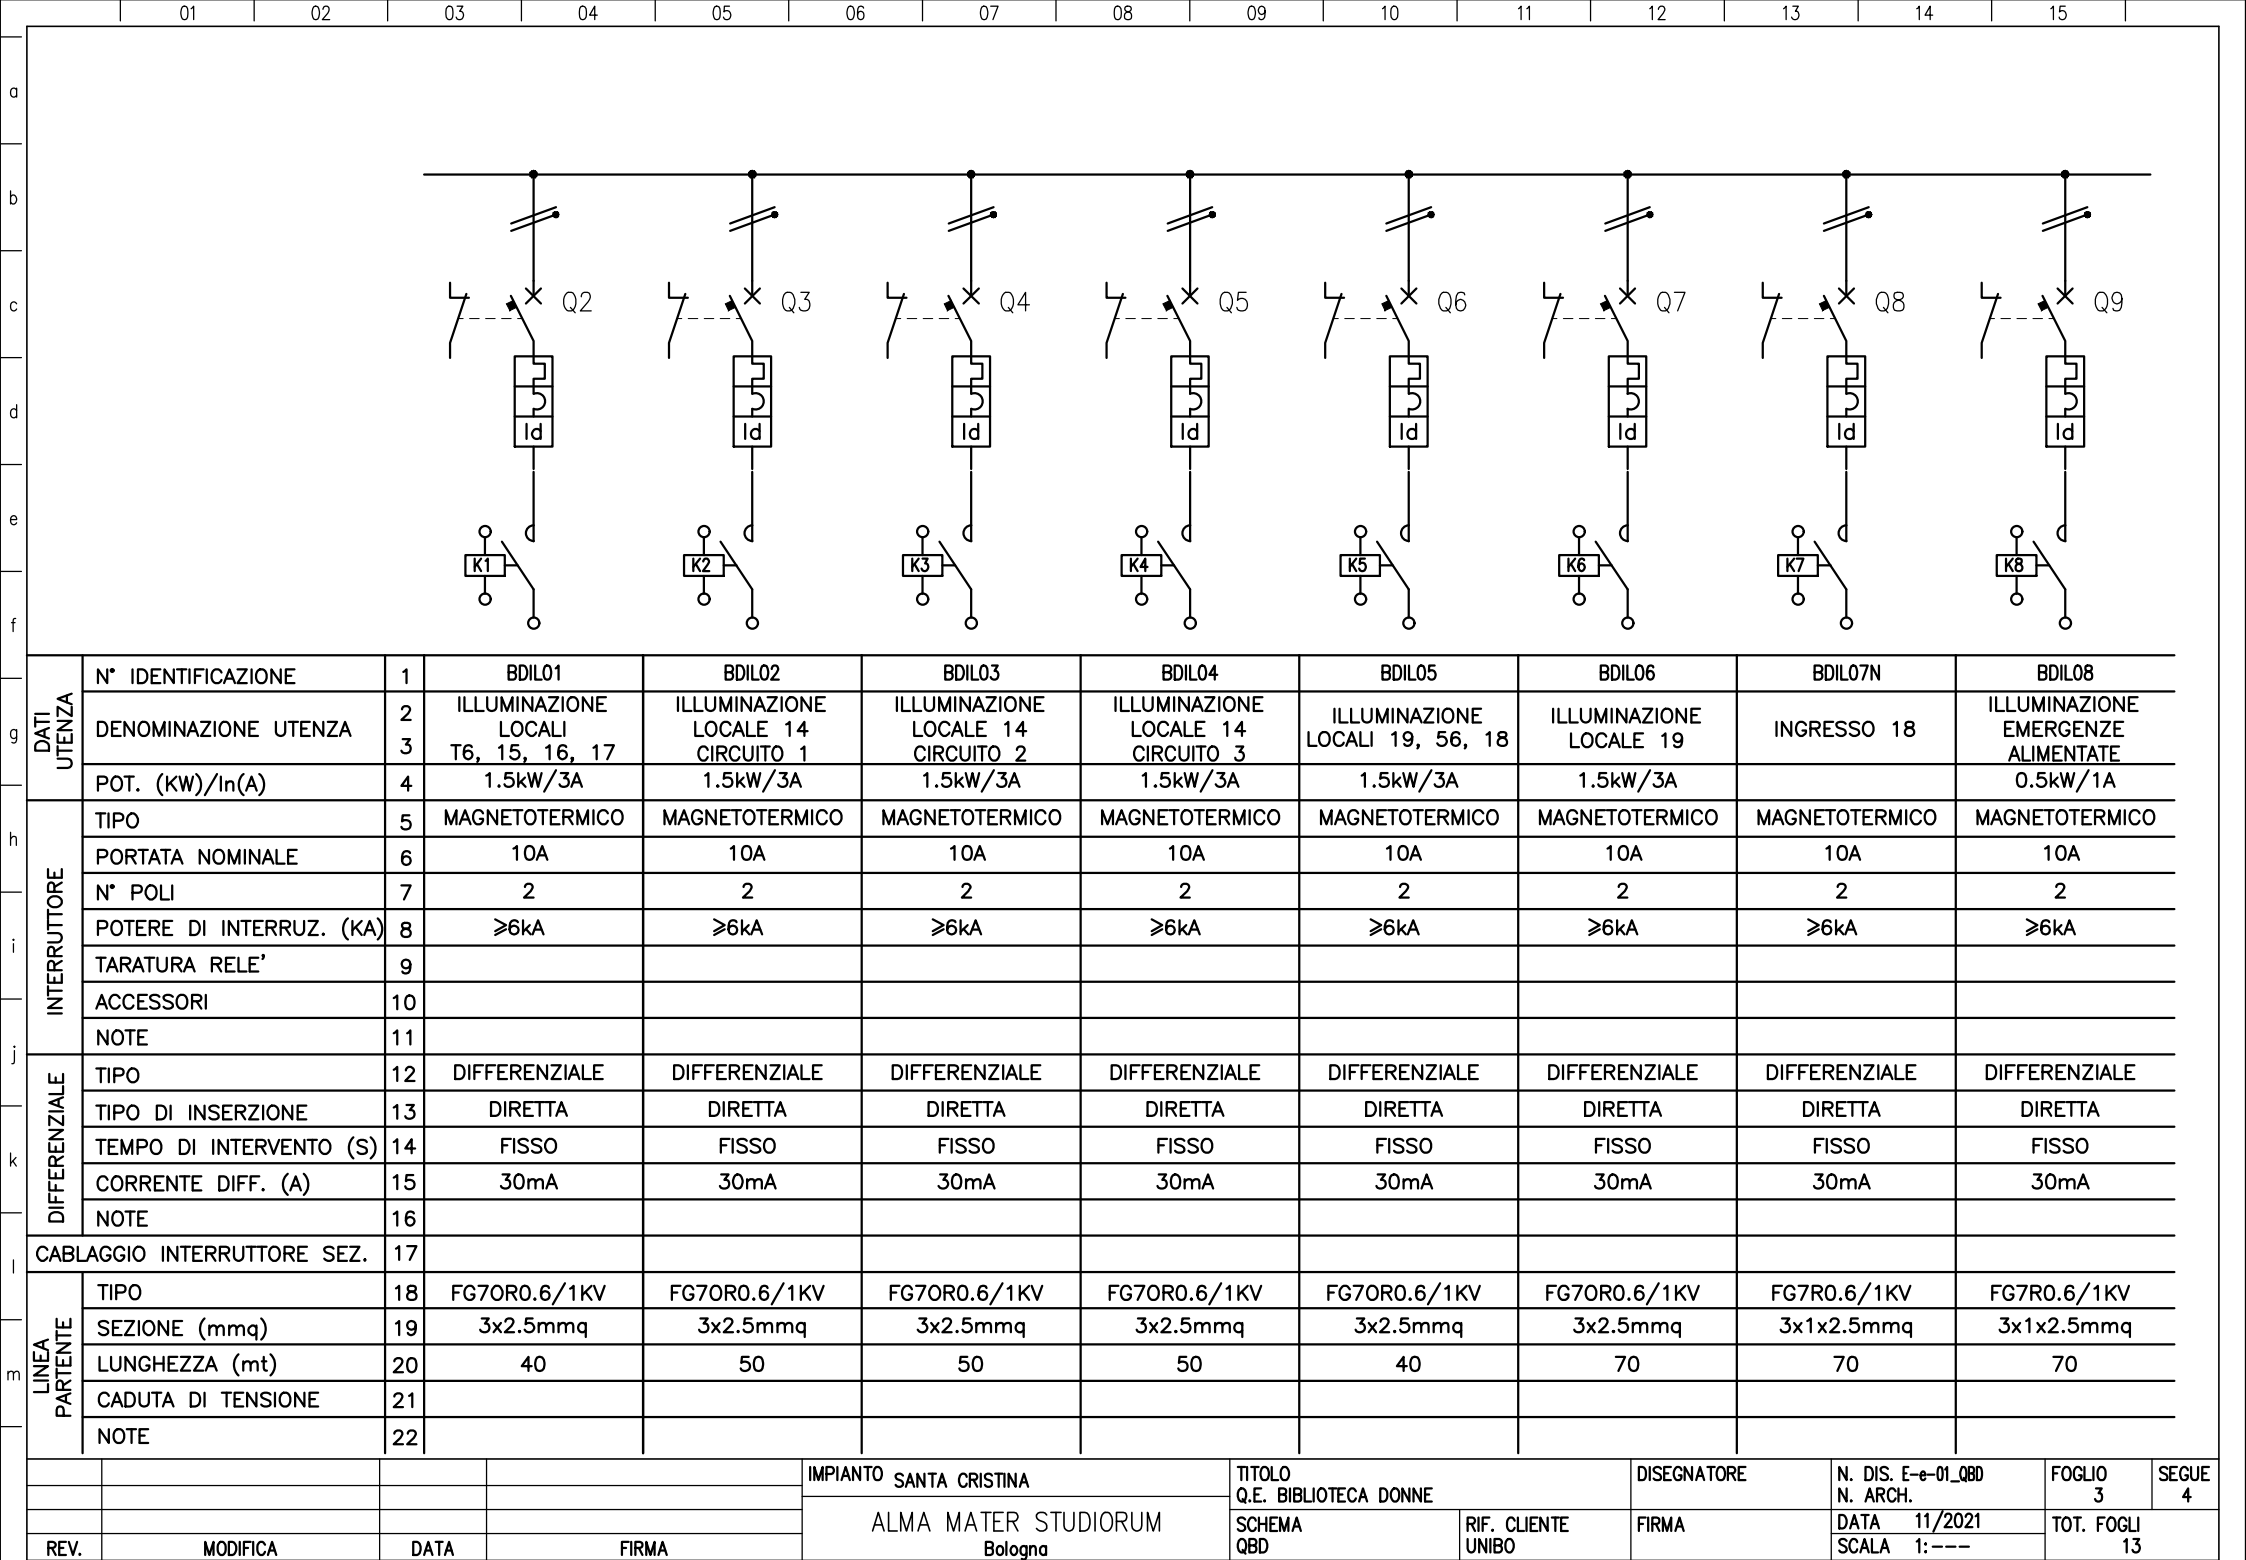 01 02 03 04 05 06 07 08 09 10 11 12 13 14 15
a
b
c
d
e
f
g
h
i
j
k
l
m
Q2 Q3 Q4 Q5 Q6 Q7 Q8 Q9
Id Id Id Id Id Id Id Id
K1 K2 K3 K4 K5 K6 K7 K8
DATI
UTENZA
N° IDENTIFICAZIONE 1 BDIL01 BDIL02 BDIL03 BDIL04 BDIL05 BDIL06 BDIL07N BDIL08
DENOMINAZIONE UTENZA 2
3
ILLUMINAZIONE
LOCALI
T6, 15, 16, 17
ILLUMINAZIONE
LOCALE 14
CIRCUITO 1
ILLUMINAZIONE
LOCALE 14
CIRCUITO 2
ILLUMINAZIONE
LOCALE 14
CIRCUITO 3
ILLUMINAZIONE
LOCALI 19, 56, 18
ILLUMINAZIONE
LOCALE 19
INGRESSO 18
ILLUMINAZIONE
EMERGENZE
ALIMENTATE
POT. (KW)/In(A) 4 1.5kW/3A 1.5kW/3A 1.5kW/3A 1.5kW/3A 1.5kW/3A 1.5kW/3A 0.5kW/1A
INTERRUTTORE
TIPO 5 MAGNETOTERMICO MAGNETOTERMICO MAGNETOTERMICO MAGNETOTERMICO MAGNETOTERMICO MAGNETOTERMICO MAGNETOTERMICO MAGNETOTERMICO
PORTATA NOMINALE 6 10A 10A 10A 10A 10A 10A 10A 10A
N° POLI 7 2 2 2 2 2 2 2 2
POTERE DI INTERRUZ. (KA) 8 ⩾6kA ⩾6kA ⩾6kA ⩾6kA ⩾6kA ⩾6kA ⩾6kA ⩾6kA
TARATURA RELE' 9
ACCESSORI 10
NOTE 11
DIFFERENZIALE
TIPO 12 DIFFERENZIALE DIFFERENZIALE DIFFERENZIALE DIFFERENZIALE DIFFERENZIALE DIFFERENZIALE DIFFERENZIALE DIFFERENZIALE
TIPO DI INSERZIONE 13 DIRETTA DIRETTA DIRETTA DIRETTA DIRETTA DIRETTA DIRETTA DIRETTA
TEMPO DI INTERVENTO (S) 14 FISSO FISSO FISSO FISSO FISSO FISSO FISSO FISSO
CORRENTE DIFF. (A) 15 30mA 30mA 30mA 30mA 30mA 30mA 30mA 30mA
NOTE 16
CABLAGGIO INTERRUTTORE SEZ. 17
LINEA
PARTENTE
TIPO 18 FG7OR0.6/1KV FG7OR0.6/1KV FG7OR0.6/1KV FG7OR0.6/1KV FG7OR0.6/1KV FG7OR0.6/1KV FG7R0.6/1KV FG7R0.6/1KV
SEZIONE (mmq) 19 3x2.5mmq 3x2.5mmq 3x2.5mmq 3x2.5mmq 3x2.5mmq 3x2.5mmq 3x1x2.5mmq 3x1x2.5mmq
LUNGHEZZA (mt) 20 40 50 50 50 40 70 70 70
CADUTA DI TENSIONE 21
NOTE 22
REV. MODIFICA DATA FIRMA
IMPIANTO SANTA CRISTINA
ALMA MATER STUDIORUM
Bologna
TITOLO
Q.E. BIBLIOTECA DONNE
SCHEMA
QBD
RIF. CLIENTE
UNIBO
DISEGNATORE
FIRMA
N. DIS. E-e-01_QBD
N. ARCH.
DATA 11/2021
SCALA 1:---
FOGLIO
3
SEGUE
4
TOT. FOGLI
13